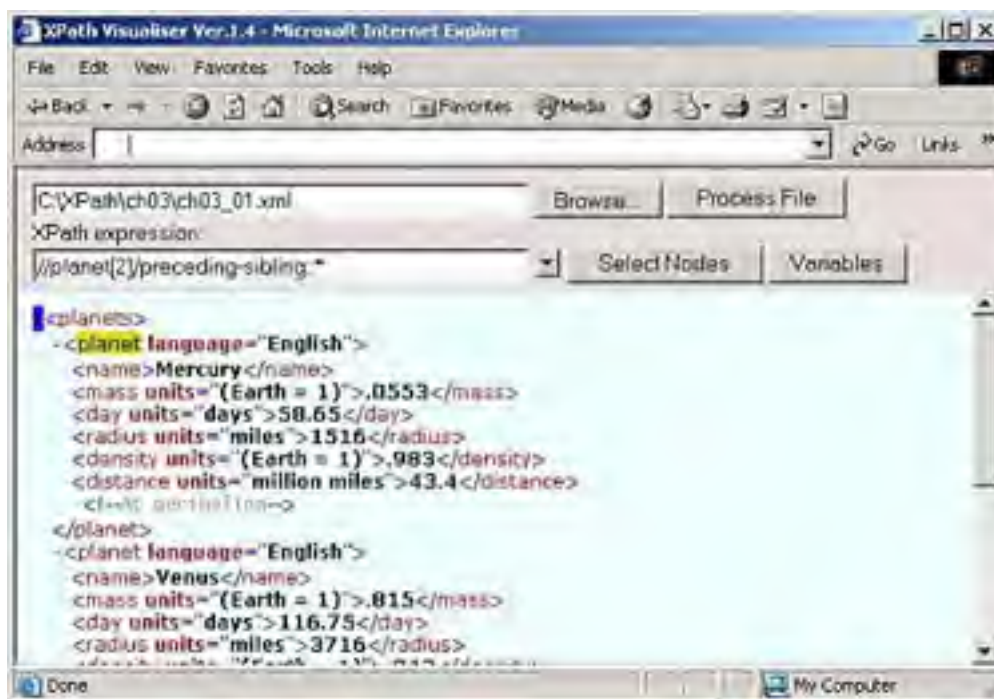 XPath Visualiser Ver.1.4 - Microsoft Internet Explorer
File Edit View Favorites Tools Help
Back Search Favorites Media
Address Go Links »
C:\XPath\ch03\ch03_01.xml Browse... Process File
XPath expression:
//planet[2]/preceding-sibling::* Select Nodes Variables
<planets>
-<planet language="English">
<name>Mercury</name>
<mass units="(Earth = 1)">.0553</mass>
<day units="days">58.65</day>
<radius units="miles">1516</radius>
<density units="(Earth = 1)">.983</density>
<distance units="million miles">43.4</distance>
<!--At perihelion-->
</planet>
-<planet language="English">
<name>Venus</name>
<mass units="(Earth = 1)">.815</mass>
<day units="days">116.75</day>
<radius units="miles">3716</radius>
Done My Computer